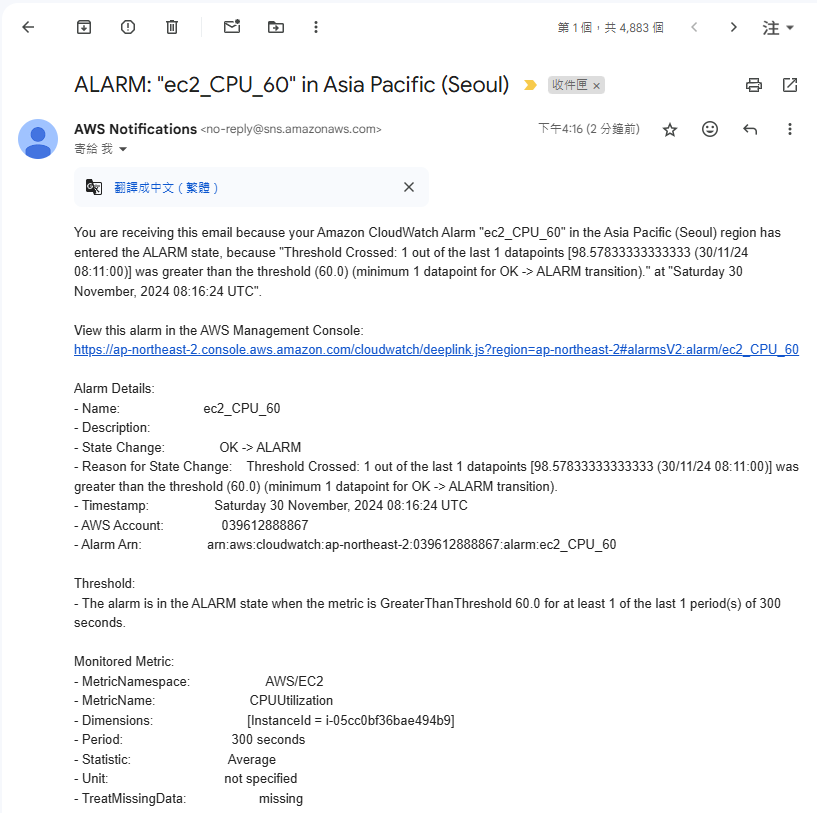 第 1 個，共 4,883 個
注
ALARM: "ec2_CPU_60" in Asia Pacific (Seoul)
收件匣 ×
AWS Notifications <no-reply@sns.amazonaws.com>
下午4:16 (2 分鐘前)
寄給 我
翻譯成中文 ( 繁體 )
You are receiving this email because your Amazon CloudWatch Alarm "ec2_CPU_60" in the Asia Pacific (Seoul) region has
entered the ALARM state, because "Threshold Crossed: 1 out of the last 1 datapoints [98.57833333333333 (30/11/24
08:11:00)] was greater than the threshold (60.0) (minimum 1 datapoint for OK -> ALARM transition)." at "Saturday 30
November, 2024 08:16:24 UTC".
View this alarm in the AWS Management Console:
https://ap-northeast-2.console.aws.amazon.com/cloudwatch/deeplink.js?region=ap-northeast-2#alarmsV2:alarm/ec2_CPU_60
Alarm Details:
- Name: ec2_CPU_60
- Description:
- State Change: OK -> ALARM
- Reason for State Change: Threshold Crossed: 1 out of the last 1 datapoints [98.57833333333333 (30/11/24 08:11:00)] was
greater than the threshold (60.0) (minimum 1 datapoint for OK -> ALARM transition).
- Timestamp: Saturday 30 November, 2024 08:16:24 UTC
- AWS Account: 039612888867
- Alarm Arn: arn:aws:cloudwatch:ap-northeast-2:039612888867:alarm:ec2_CPU_60
Threshold:
- The alarm is in the ALARM state when the metric is GreaterThanThreshold 60.0 for at least 1 of the last 1 period(s) of 300
seconds.
Monitored Metric:
- MetricNamespace: AWS/EC2
- MetricName: CPUUtilization
- Dimensions: [InstanceId = i-05cc0bf36bae494b9]
- Period: 300 seconds
- Statistic: Average
- Unit: not specified
- TreatMissingData: missing